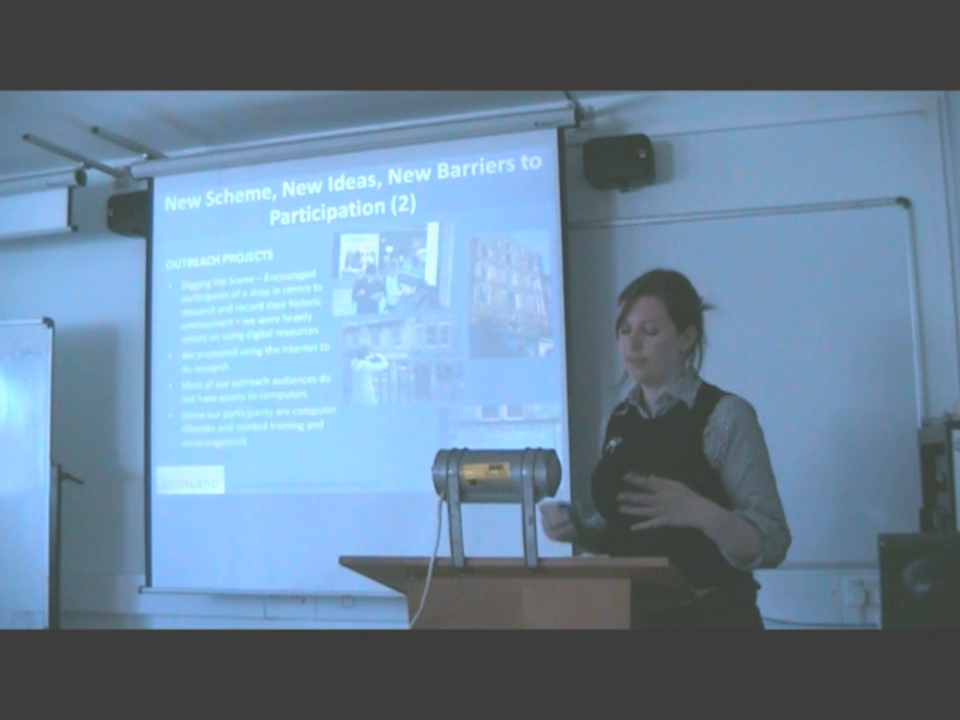 New Scheme, New Ideas, New Barriers to
Participation (2)
OUTREACH PROJECTS
Digging the Scene – Encouraged
participants of a drop in centre to
research and record their historic
environment – we were heavily
reliant on using digital resources
We promoted using the internet to
do research
Most of our outreach audiences do
not have access to computers
Some our participants are computer
illiterate and needed training and
encouragement
SCOTLAND